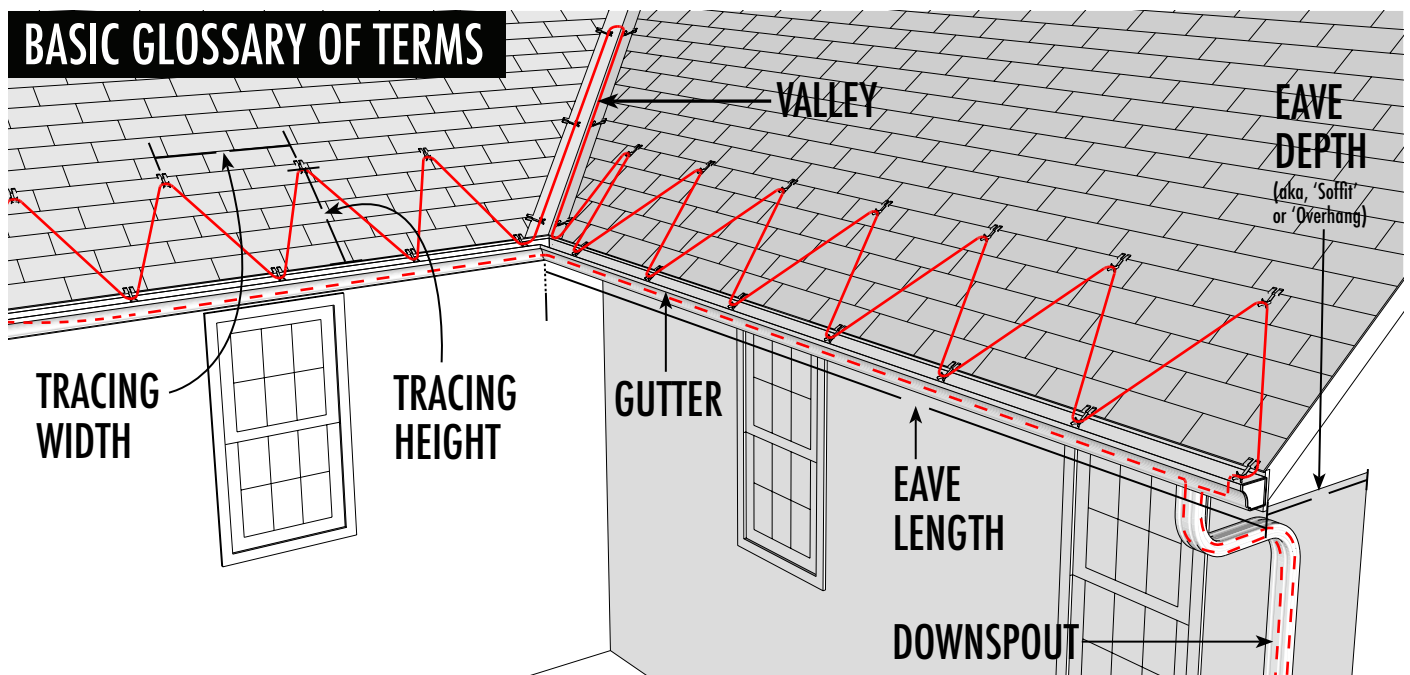 BASIC GLOSSARY OF TERMS
VALLEY
EAVE
DEPTH
(aka, 'Soffit'
or 'Overhang)
TRACING
WIDTH
TRACING
HEIGHT
GUTTER
EAVE
LENGTH
DOWNSPOUT